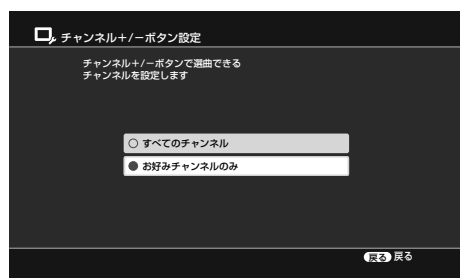 チャンネル＋/－ボタン設定
チャンネル＋/－ボタンで選曲できる
チャンネルを設定します
○ すべてのチャンネル
● お好みチャンネルのみ
戻る 戻る